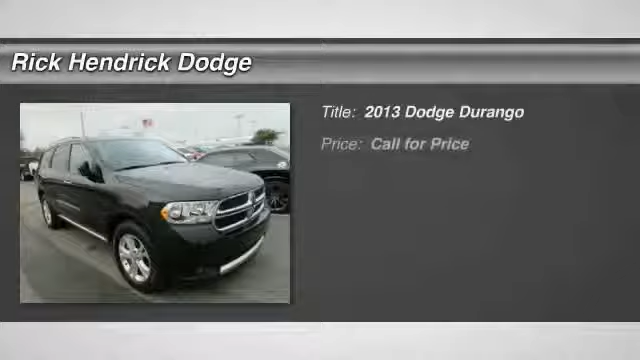 Rick Hendrick Dodge
Title: 2013 Dodge Durango
Price: Call for Price